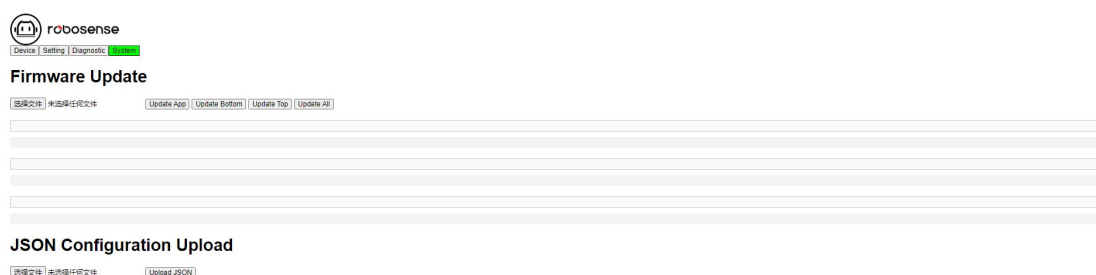 robosense
Device Setting Diagnostic System
Firmware Update
选择文件 未选择任何文件 Update App Update Bottom Update Top Update All
JSON Configuration Upload
选择文件 未选择任何文件 Upload JSON